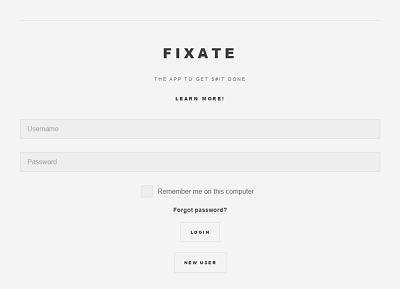 FIXATE
THE APP TO GET S#IT DONE
LEARN MORE!
Username
Password
Remember me on this computer
Forgot password?
LOGIN
NEW USER